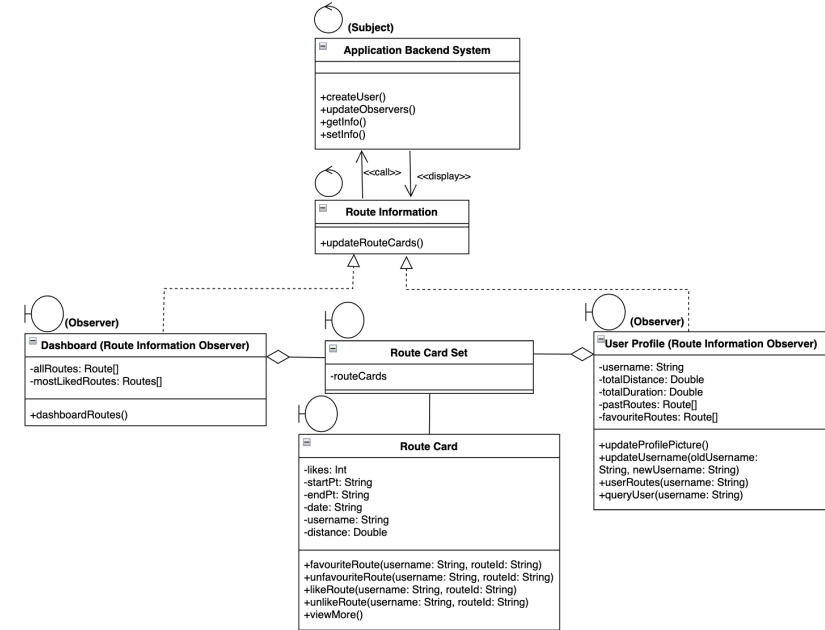 (Subject)
Application Backend System
+createUser()
+updateObservers()
+getInfo()
+setInfo()
<<call>>
<<display>>
Route Information
+updateRouteCards()
(Observer)
Dashboard (Route Information Observer)
-allRoutes: Route[]
-mostLikedRoutes: Routes[]
+dashboardRoutes()
Route Card Set
-routeCards
(Observer)
User Profile (Route Information Observer)
-username: String
-totalDistance: Double
-totalDuration: Double
-pastRoutes: Route[]
-favouriteRoutes: Route[]
+updateProfilePicture()
+updateUsername(oldUsername:
String, newUsername: String)
+userRoutes(username: String)
+queryUser(username: String)
Route Card
-likes: Int
-startPt: String
-endPt: String
-date: String
-username: String
-distance: Double
+favouriteRoute(username: String, routeId: String)
+unfavouriteRoute(username: String, routeId: String)
+likeRoute(username: String, routeId: String)
+unlikeRoute(username: String, routeId: String)
+viewMore()